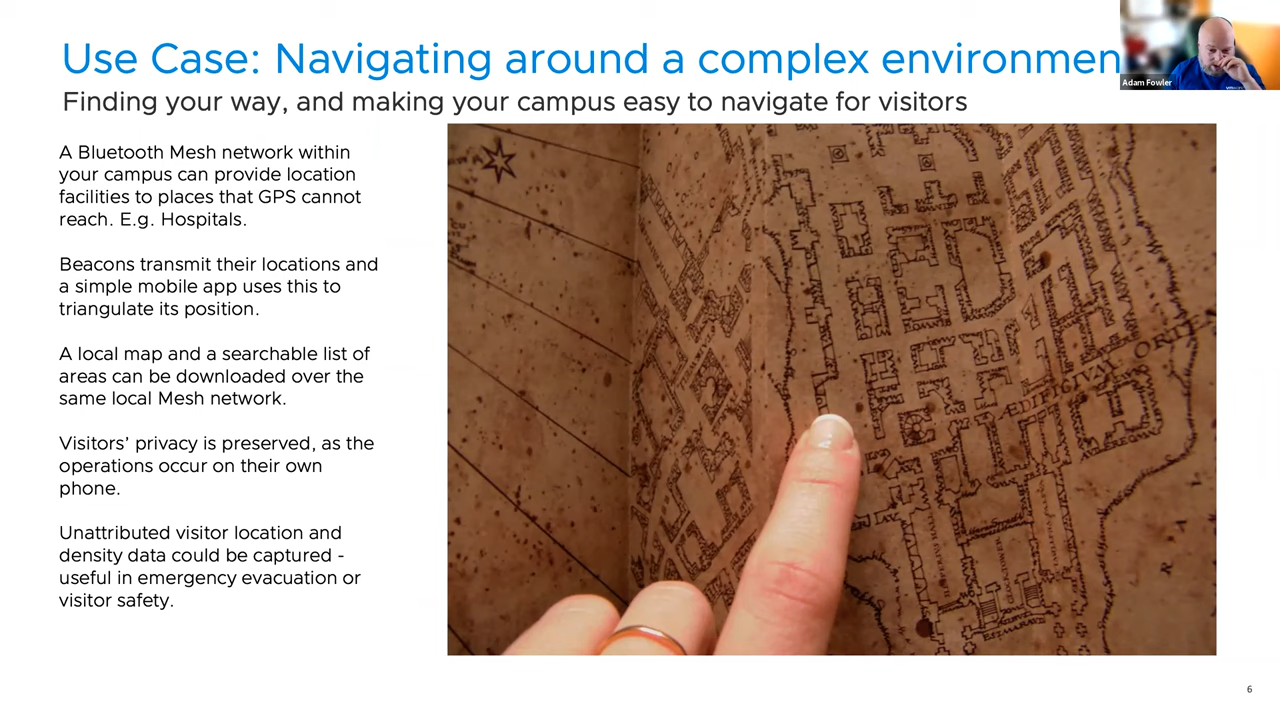 Use Case: Navigating around a complex environmen
Adam Fowler
Finding your way, and making your campus easy to navigate for visitors
A Bluetooth Mesh network within
your campus can provide location
facilities to places that GPS cannot
reach. E.g. Hospitals.
Beacons transmit their locations and
a simple mobile app uses this to
triangulate its position.
A local map and a searchable list of
areas can be downloaded over the
same local Mesh network.
Visitors’ privacy is preserved, as the
operations occur on their own
phone.
Unattributed visitor location and
density data could be captured -
useful in emergency evacuation or
visitor safety.
6